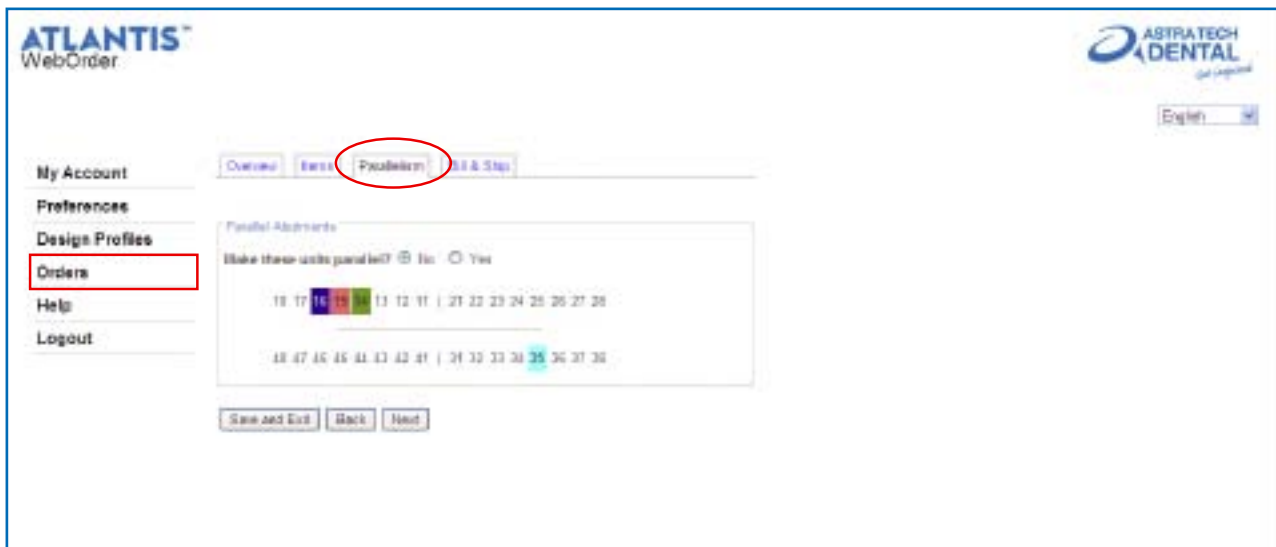 ATLANTIS™
WebOrder
ASTRA TECH
DENTAL
Get inspired
English
My Account
Preferences
Design Profiles
Orders
Help
Logout
Overview Items Parallelism Bill & Ship
Parallel Abutments
Make these units parallel? No Yes
18 17 16 15 14 13 12 11 | 21 22 23 24 25 26 27 28
48 47 46 45 44 43 42 41 | 31 32 33 34 35 36 37 38
Save and Exit Back Next